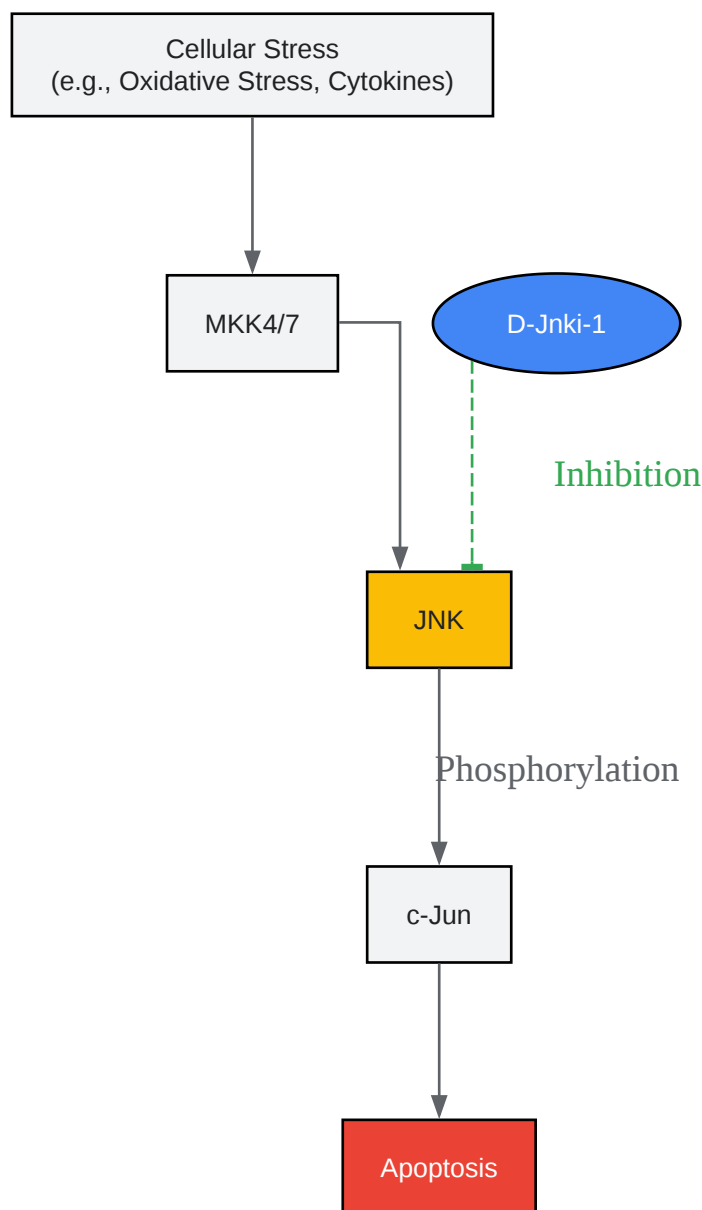 Cellular Stress
(e.g., Oxidative Stress, Cytokines)
MKK4/7
D-Jnki-1
Inhibition
JNK
Phosphorylation
c-Jun
Apoptosis